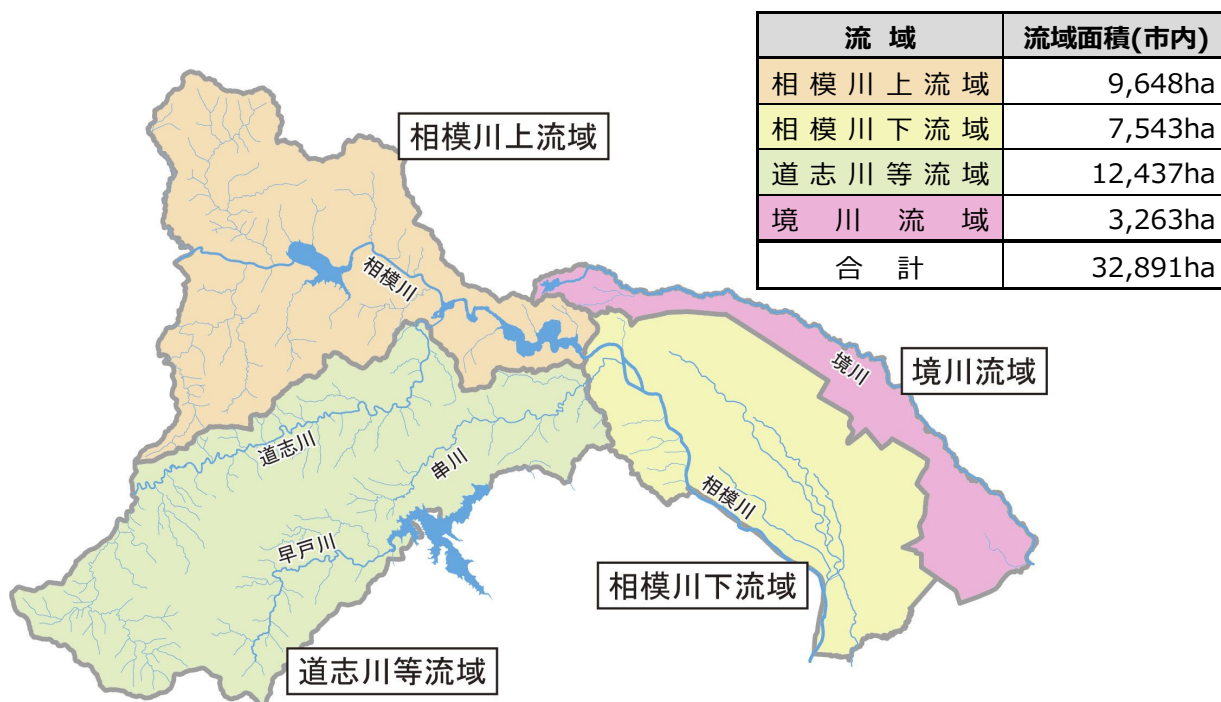 流域 流域面積(市内)
相模川上流域 9,648ha
相模川下流域 7,543ha
道志川等流域 12,437ha
境川流域 3,263ha
合計 32,891ha
相模川上流域
相模川
境川
境川流域
道志川
串川
相模川
早戸川
相模川下流域
道志川等流域